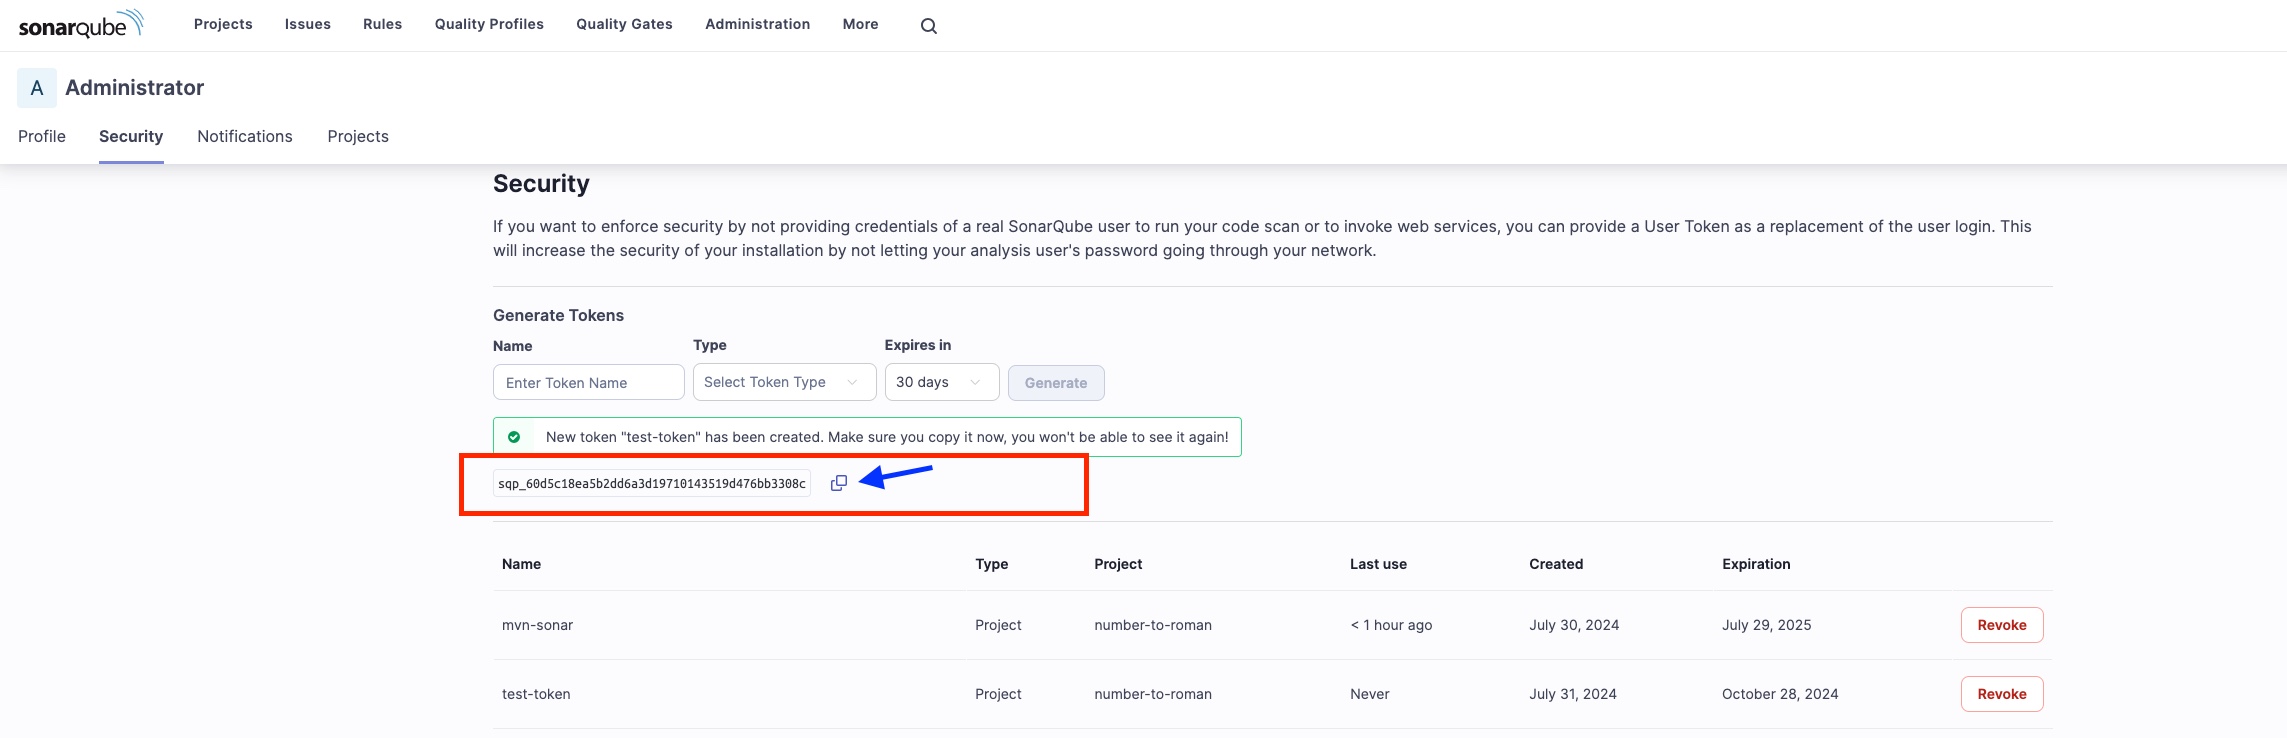 sonarqube Projects Issues Rules Quality Profiles Quality Gates Administration More
A Administrator
Profile Security Notifications Projects
Security
If you want to enforce security by not providing credentials of a real SonarQube user to run your code scan or to invoke web services, you can provide a User Token as a replacement of the user login. This
will increase the security of your installation by not letting your analysis user's password going through your network.
Generate Tokens
Name Type Expires in
Enter Token Name Select Token Type 30 days Generate
New token "test-token" has been created. Make sure you copy it now, you won't be able to see it again!
sqp_60d5c18ea5b2dd6a3d19710143519d476bb3308c
Name Type Project Last use Created Expiration
mvn-sonar Project number-to-roman < 1 hour ago July 30, 2024 July 29, 2025 Revoke
test-token Project number-to-roman Never July 31, 2024 October 28, 2024 Revoke